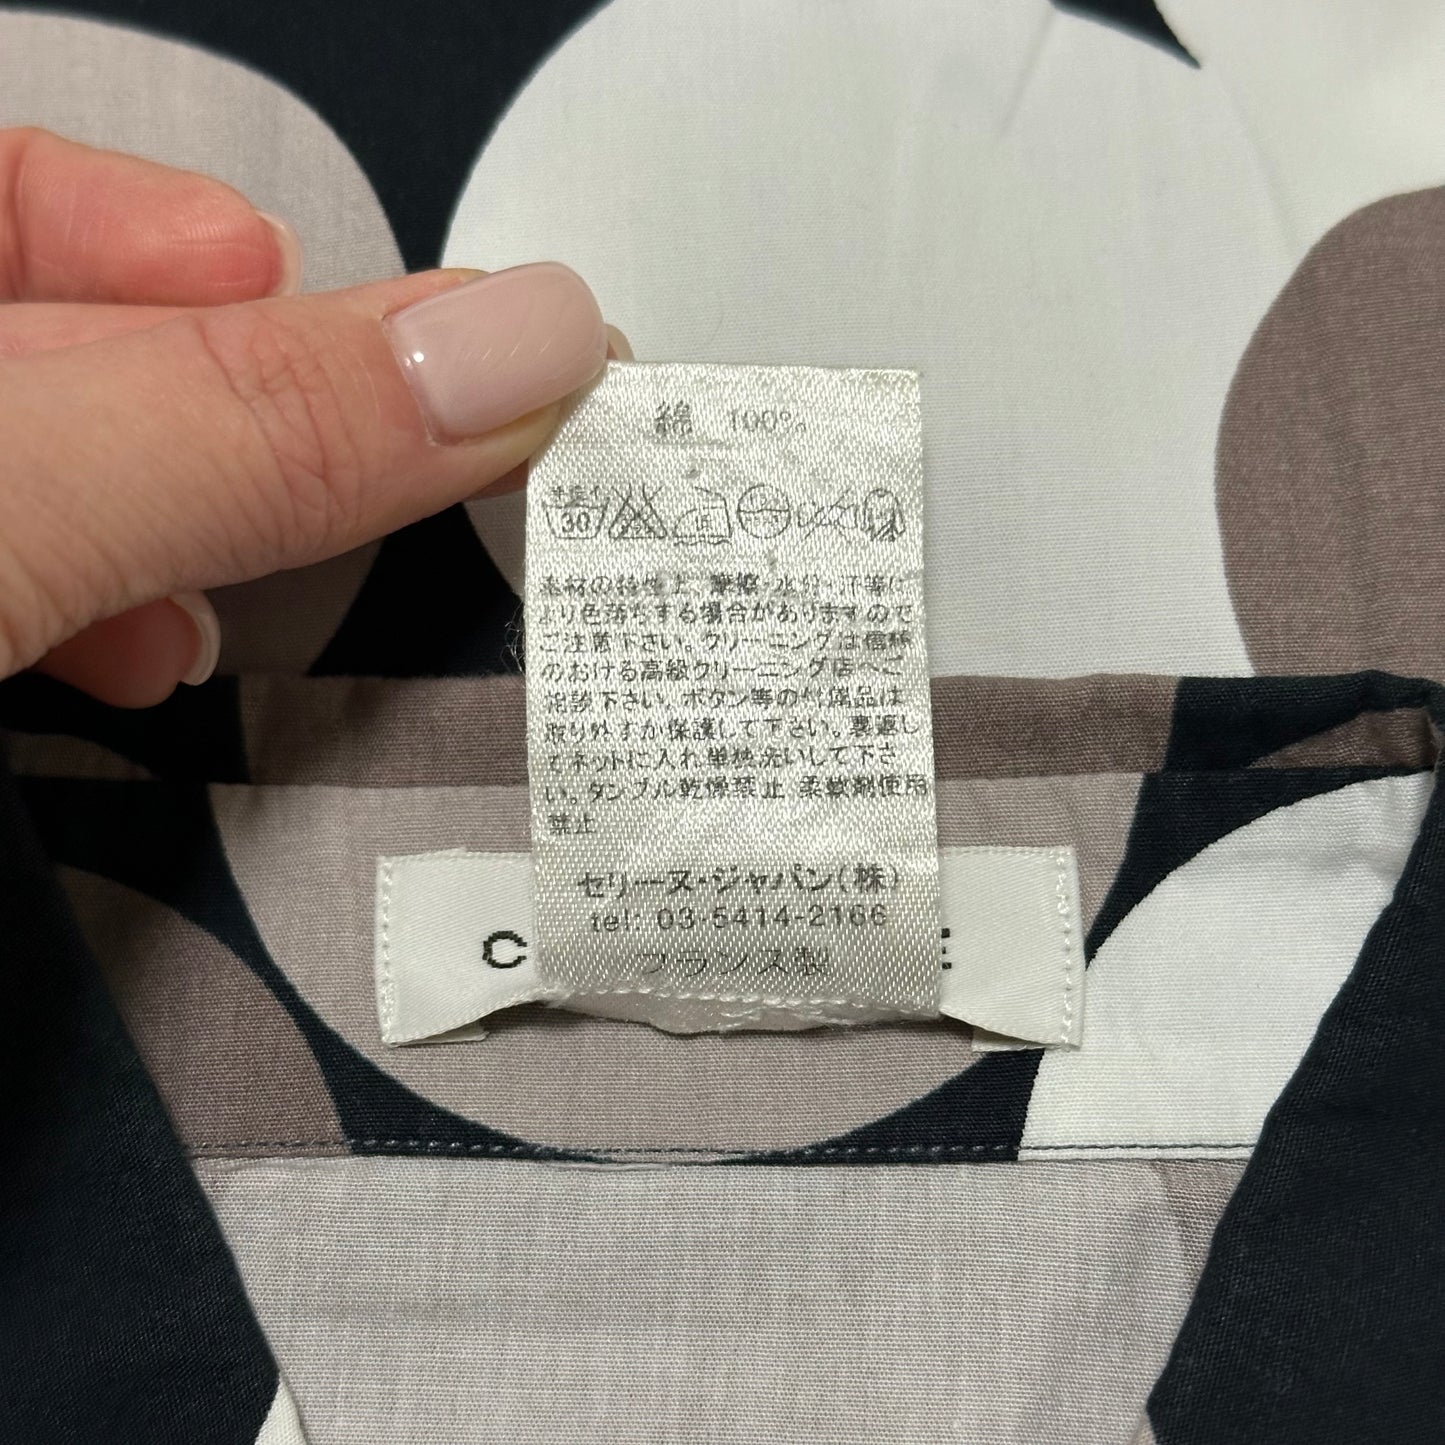 綿 100%
30
素材の特性上、摩擦・水分・汗等に
より色落ちする場合がありますので
ご注意下さい。クリーニングは信頼
のおける高級クリーニング店へご
相談下さい。ボタン等の付属品は
取り外すか保護して下さい。裏返し
てネットに入れ単独洗いして下さ
い。タンブル乾燥禁止 柔軟剤使用
禁止
セリーヌ・ジャパン(株)
tel: 03-5414-2166
フランス製
C E